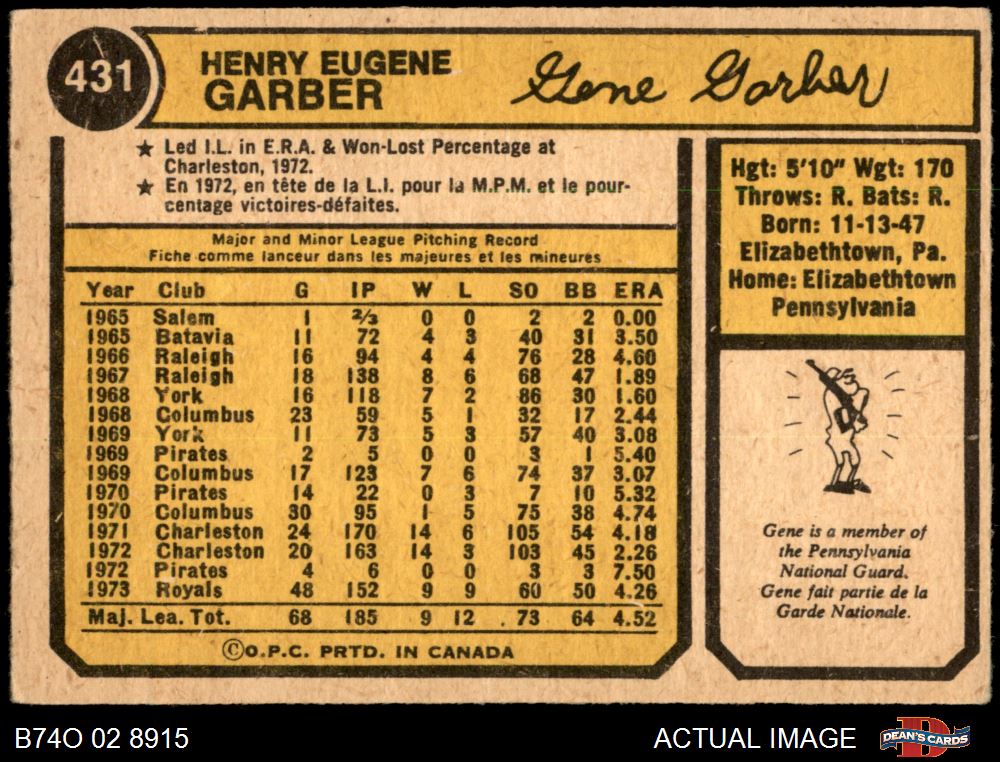 431
HENRY EUGENE
GARBER
Gene Garber
★ Led I.L. in E.R.A. & Won-Lost Percentage at
Charleston, 1972.
★ En 1972, en tête de la L.I. pour la M.P.M. et le pour-
centage victoires-défaites.
Major and Minor League Pitching Record
Fiche comme lanceur dans les majeures et les mineures
Year Club G IP W L SO BB ERA
1965 Salem 1 2/3 0 0 2 2 0.00
1965 Batavia 11 72 4 3 40 31 3.50
1966 Raleigh 16 94 4 4 76 28 4.60
1967 Raleigh 18 138 8 6 68 47 1.89
1968 York 16 118 7 2 86 30 1.60
1968 Columbus 23 59 5 1 32 17 2.44
1969 York 11 73 5 3 57 40 3.08
1969 Pirates 2 5 0 0 3 1 5.40
1969 Columbus 17 123 7 6 74 37 3.07
1970 Pirates 14 22 0 3 7 10 5.32
1970 Columbus 30 95 1 5 75 38 4.74
1971 Charleston 24 170 14 6 105 54 4.18
1972 Charleston 20 163 14 3 103 45 2.26
1972 Pirates 4 6 0 0 3 3 7.50
1973 Royals 48 152 9 9 60 50 4.26
Maj. Lea. Tot. 68 185 9 12 73 64 4.52
©O.P.C. PRTD. IN CANADA
Hgt: 5'10" Wgt: 170
Throws: R. Bats: R.
Born: 11-13-47
Elizabethtown, Pa.
Home: Elizabethtown
Pennsylvania
Gene is a member of
the Pennsylvania
National Guard.
Gene fait partie de la
Garde Nationale.
B74O 02 8915
ACTUAL IMAGE
D
DEAN'S CARDS